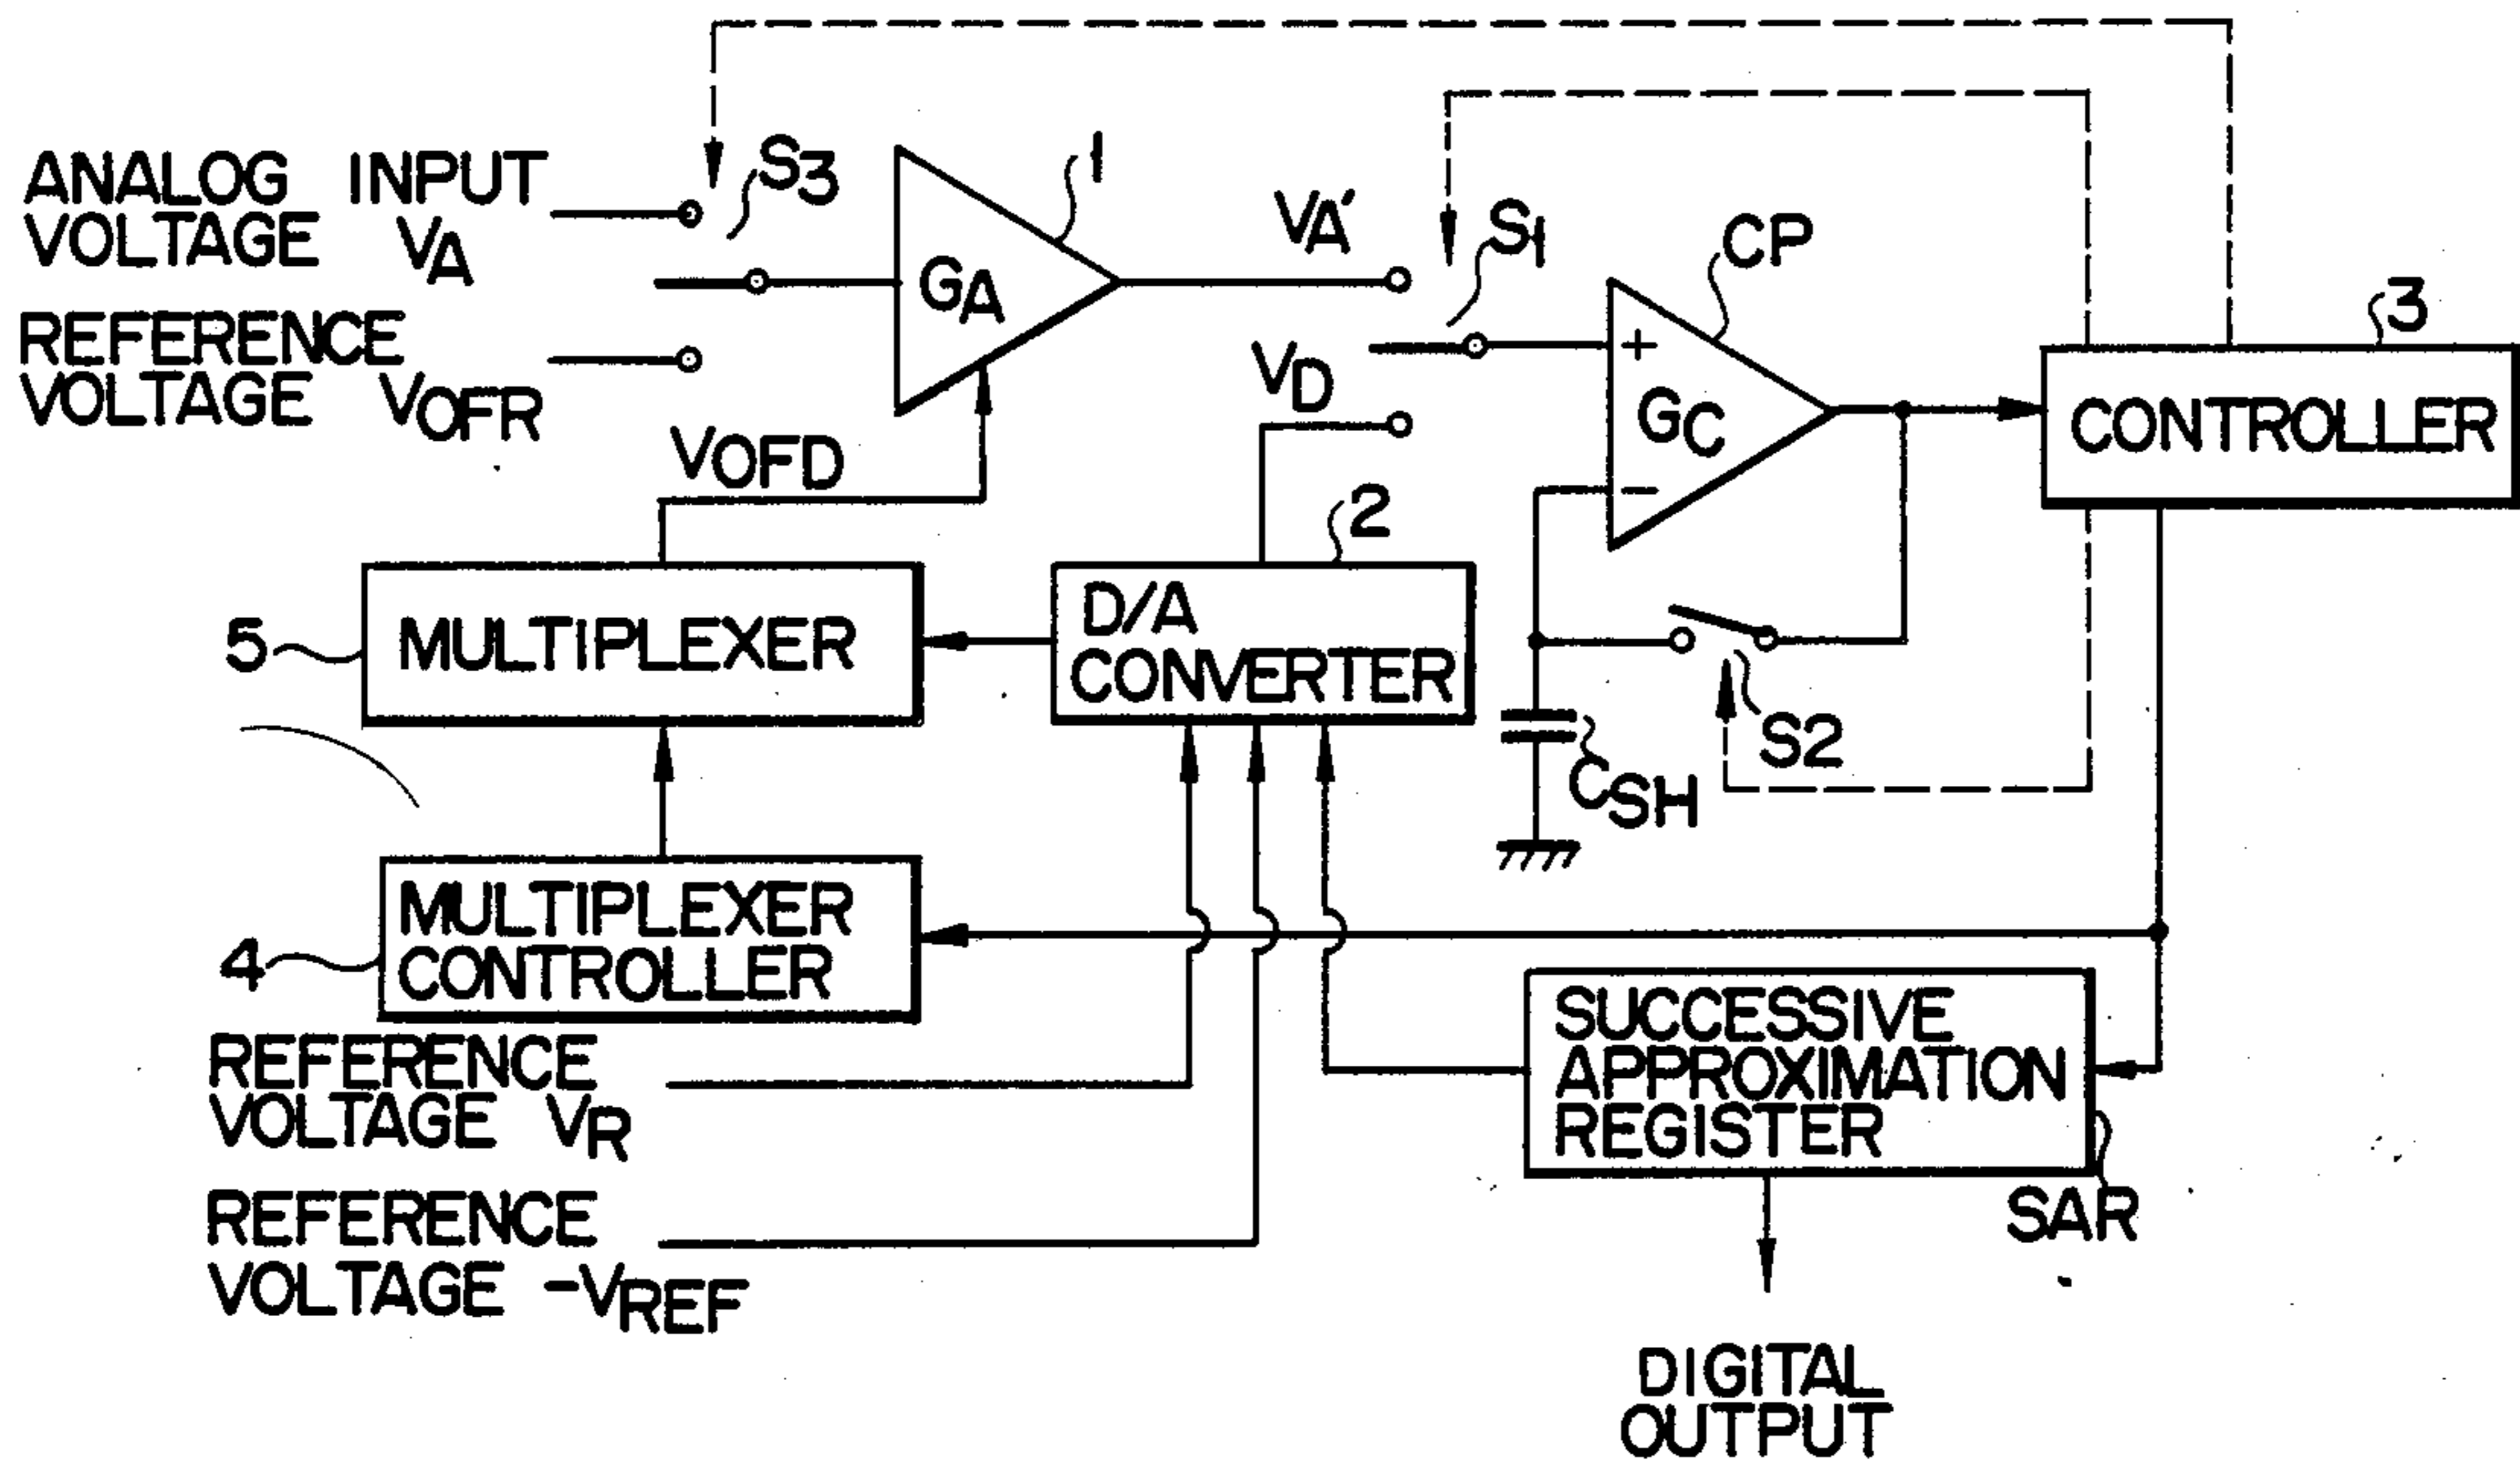 ANALOG INPUT
VOLTAGE VA
REFERENCE
VOLTAGE VOFR
S3
1
GA
VA'
S1
VD
CP
+
GC
−
3
CONTROLLER
VOFD
2
5
MULTIPLEXER
D/A
CONVERTER
S2
CSH
4
MULTIPLEXER
CONTROLLER
SUCCESSIVE
APPROXIMATION
REGISTER
SAR
REFERENCE
VOLTAGE VR
REFERENCE
VOLTAGE -VREF
DIGITAL
OUTPUT